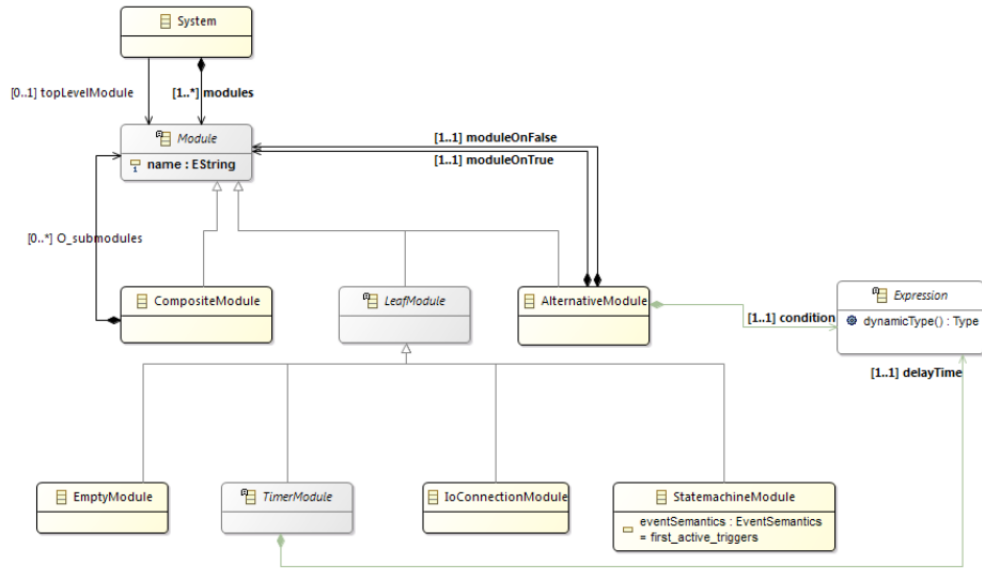 System
[0..1] topLevelModule
[1..*] modules
Module
name : EString
[1..1] moduleOnFalse
[1..1] moduleOnTrue
[0..*] O_submodules
CompositeModule
LeafModule
AlternativeModule
[1..1] condition
Expression
dynamicType() : Type
[1..1] delayTime
EmptyModule
TimerModule
IoConnectionModule
StatemachineModule
eventSemantics : EventSemantics
= first_active_triggers